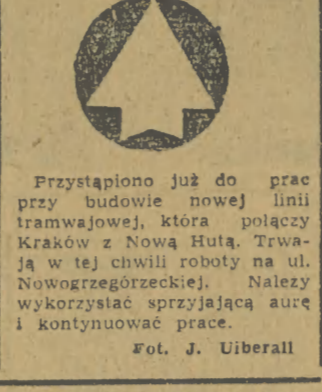 Przystąpiono już do prac
przy budowie nowej linii
tramwajowej, która połączy
Kraków z Nową Hutą. Trwa-
ją w tej chwili roboty na ul.
Nowogrzegórzeckiej. Należy
wykorzystać sprzyjającą aurę
i kontynuować prace.
Fot. J. Uiberall